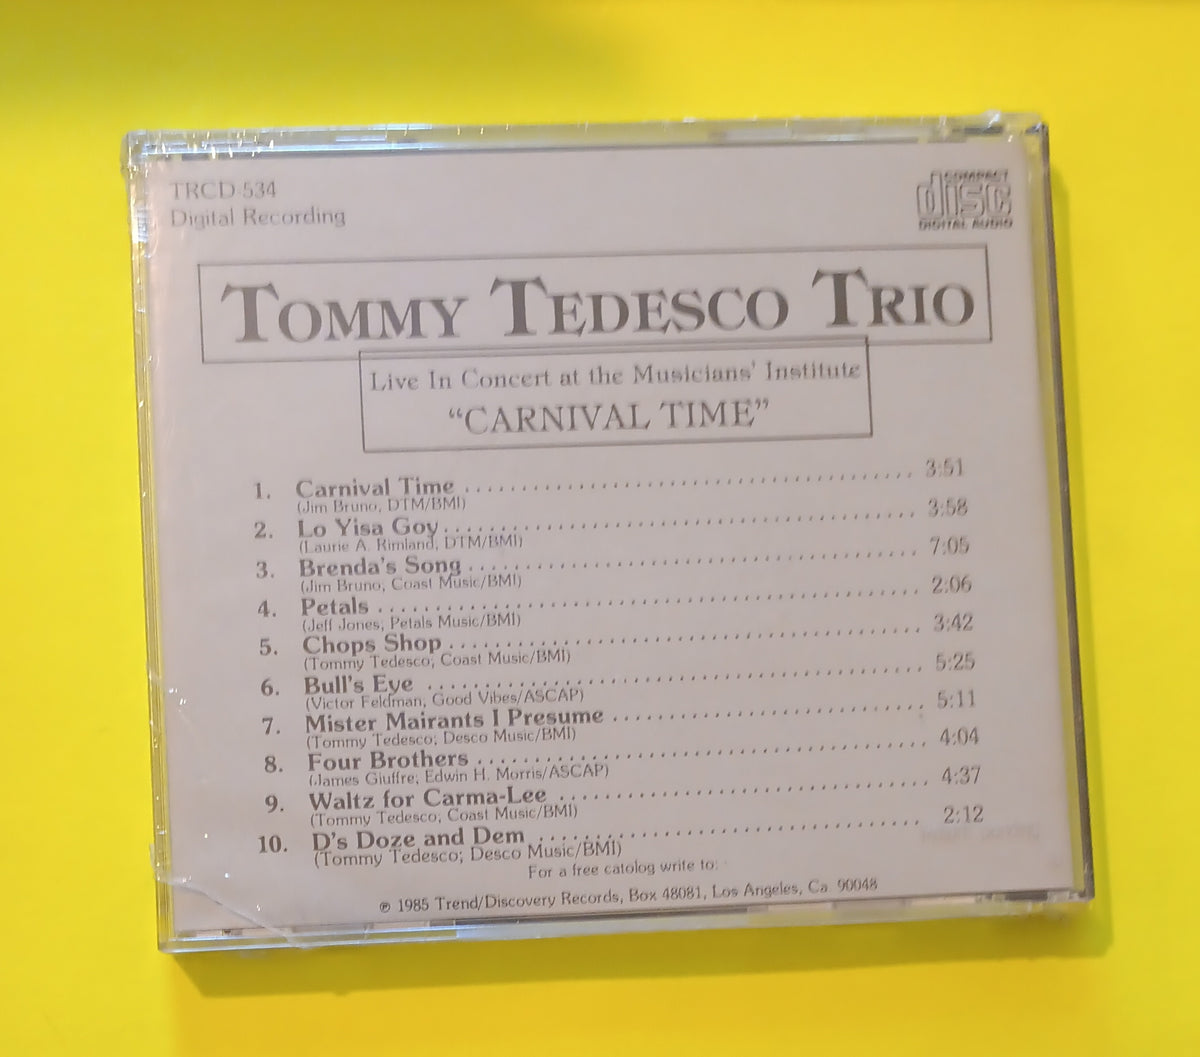 TRCD-534
Digital Recording
COMPACT
disc
DIGITAL AUDIO
TOMMY TEDESCO TRIO
Live In Concert at the Musicians' Institute
"CARNIVAL TIME"
1. Carnival Time ........ 3:51
(Jim Bruno, DTM/BMI)
2. Lo Yisa Goy ........ 3:58
(Laurie A. Rimland, DTM/BMI)
3. Brenda's Song ........ 7:05
(Jim Bruno, Coast Music/BMI)
4. Petals ........ 2:06
(Jeff Jones; Petals Music/BMI)
5. Chops Shop ........ 3:42
(Tommy Tedesco; Coast Music/BMI)
6. Bull's Eye ........ 5:25
(Victor Feldman, Good Vibes/ASCAP)
7. Mister Mairants I Presume ........ 5:11
(Tommy Tedesco; Desco Music/BMI)
8. Four Brothers ........ 4:04
(James Giuffre; Edwin H. Morris/ASCAP)
9. Waltz for Carma-Lee ........ 4:37
(Tommy Tedesco; Coast Music/BMI)
10. D's Doze and Dem ........ 2:12
(Tommy Tedesco; Desco Music/BMI)
For a free catolog write to:
℗ 1985 Trend/Discovery Records, Box 48081, Los Angeles, Ca. 90048